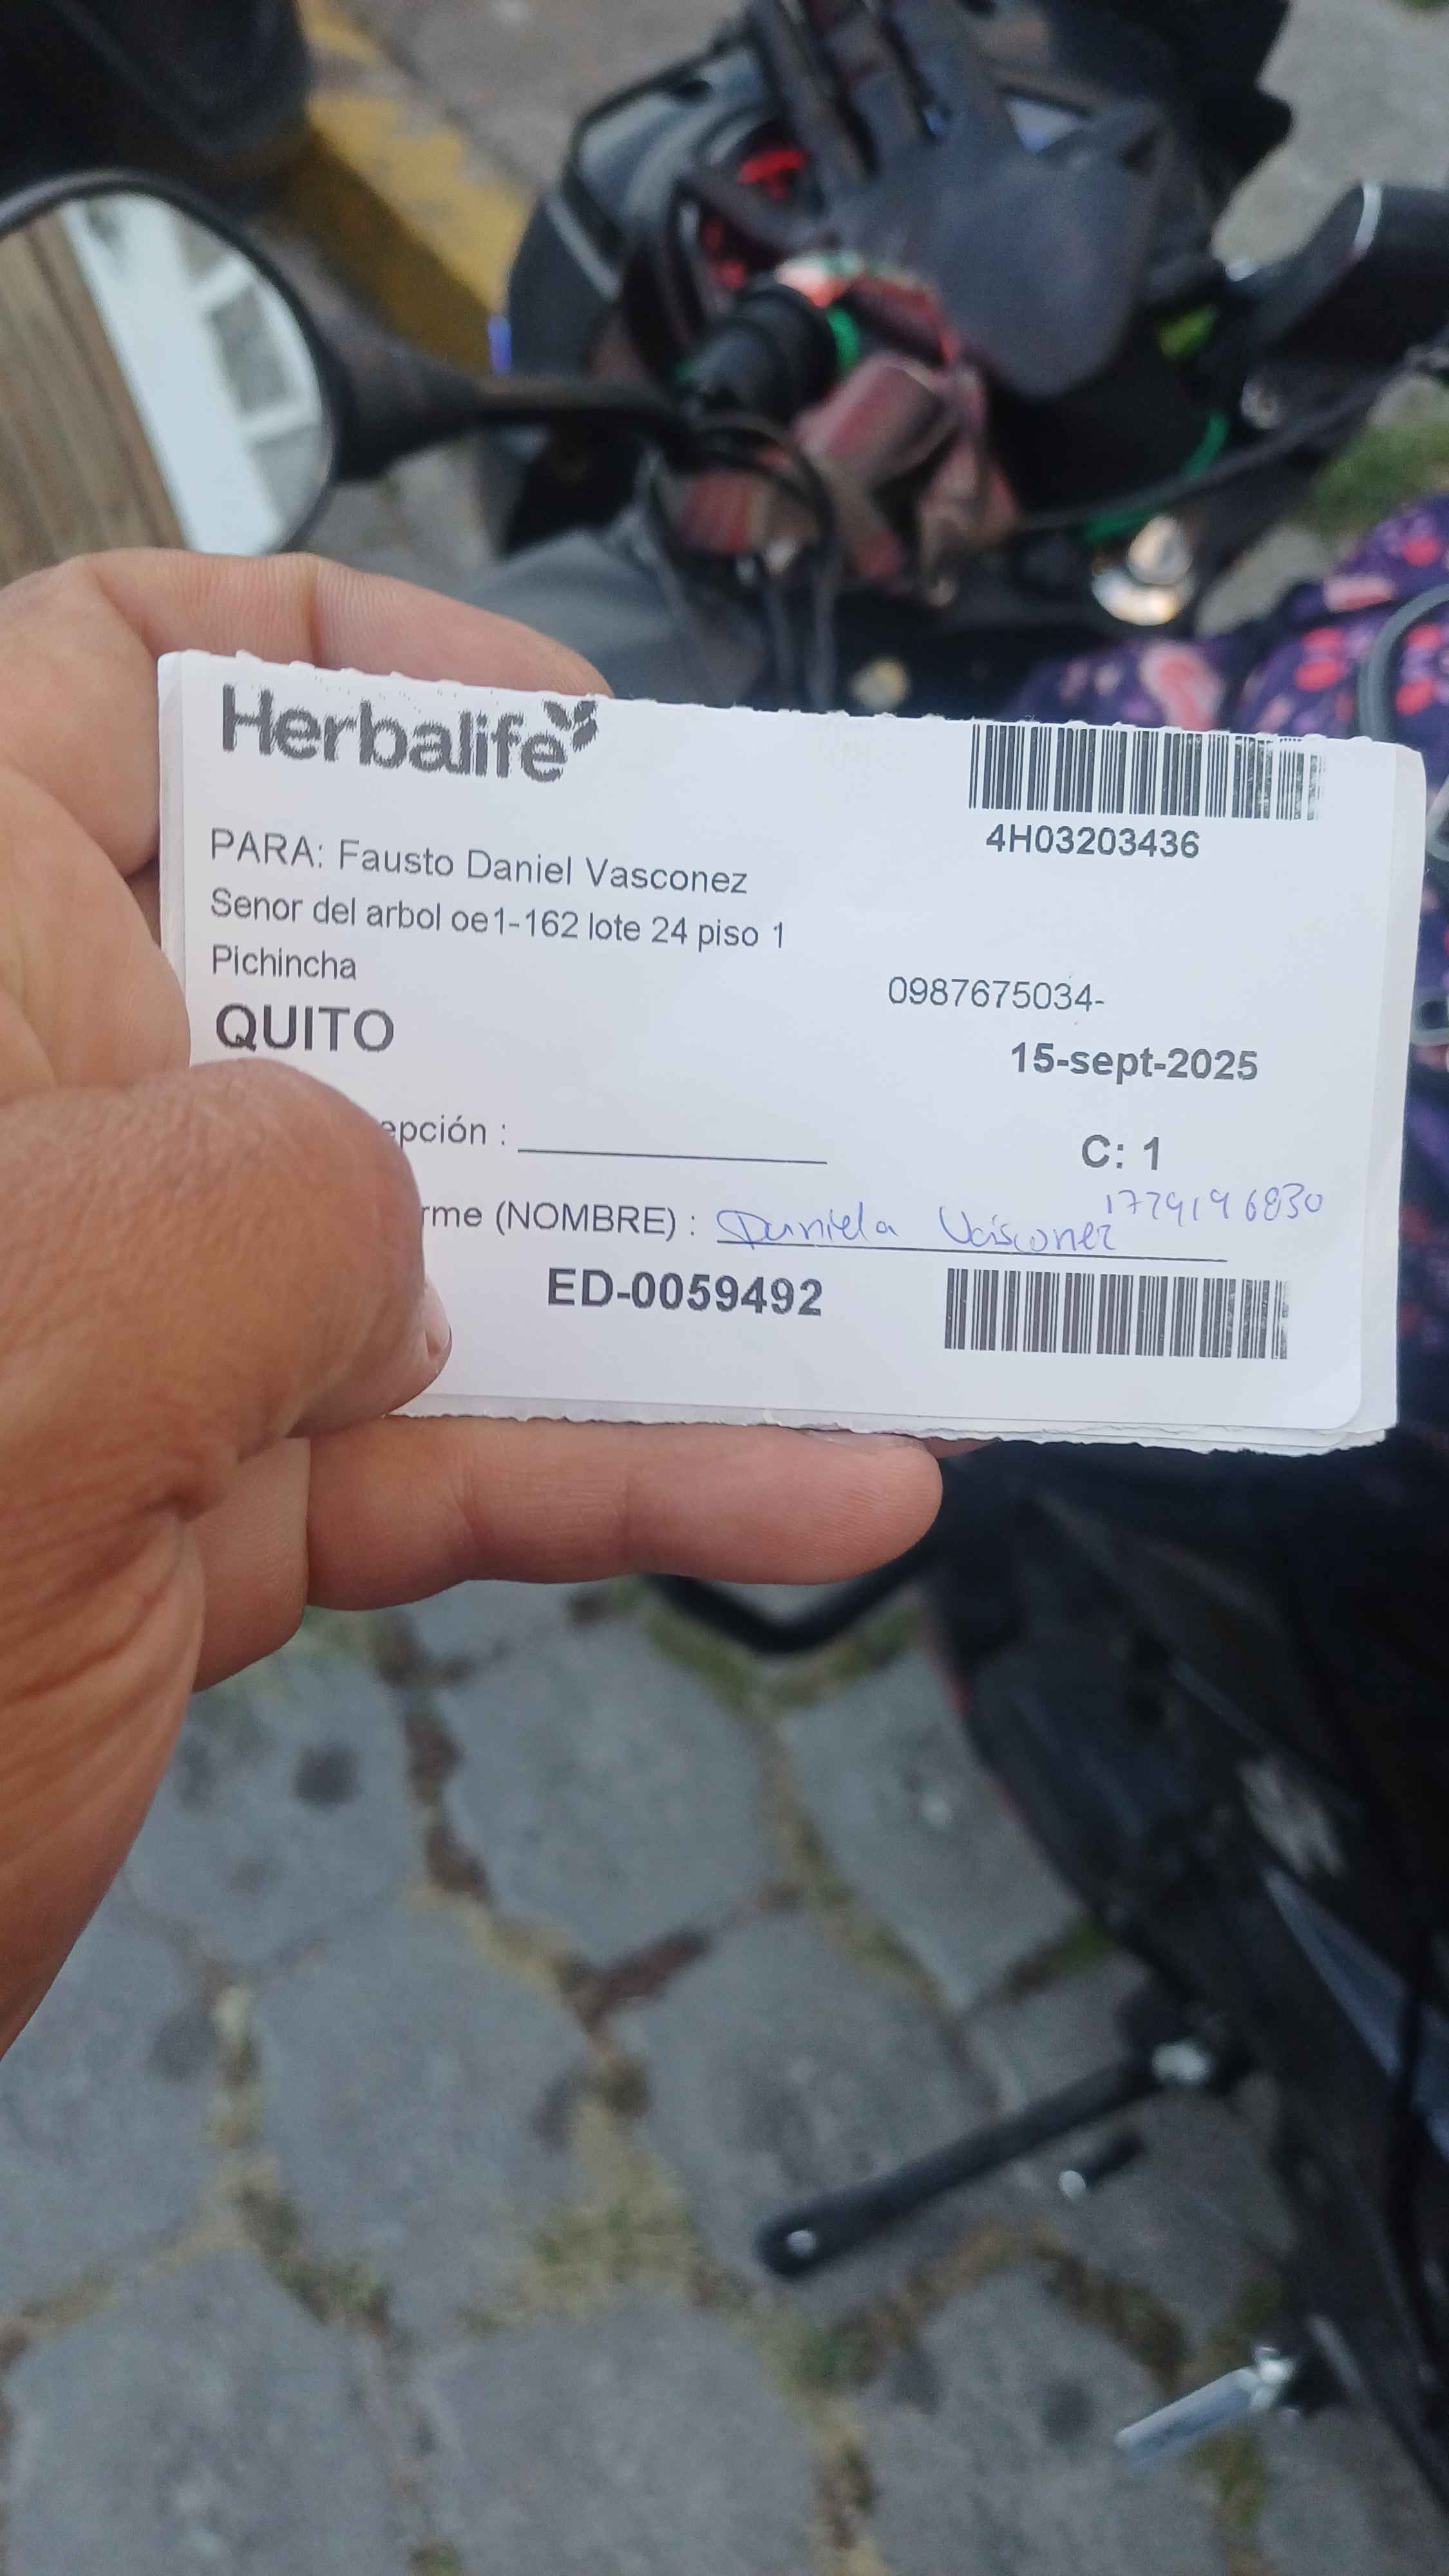 Herbalife
4H03203436
PARA: Fausto Daniel Vasconez
Senor del arbol oe1-162 lote 24 piso 1
Pichincha
0987675034-
QUITO
15-sept-2025
epción :
C: 1
1779196830
rme (NOMBRE) : Daniela Vásconez
ED-0059492